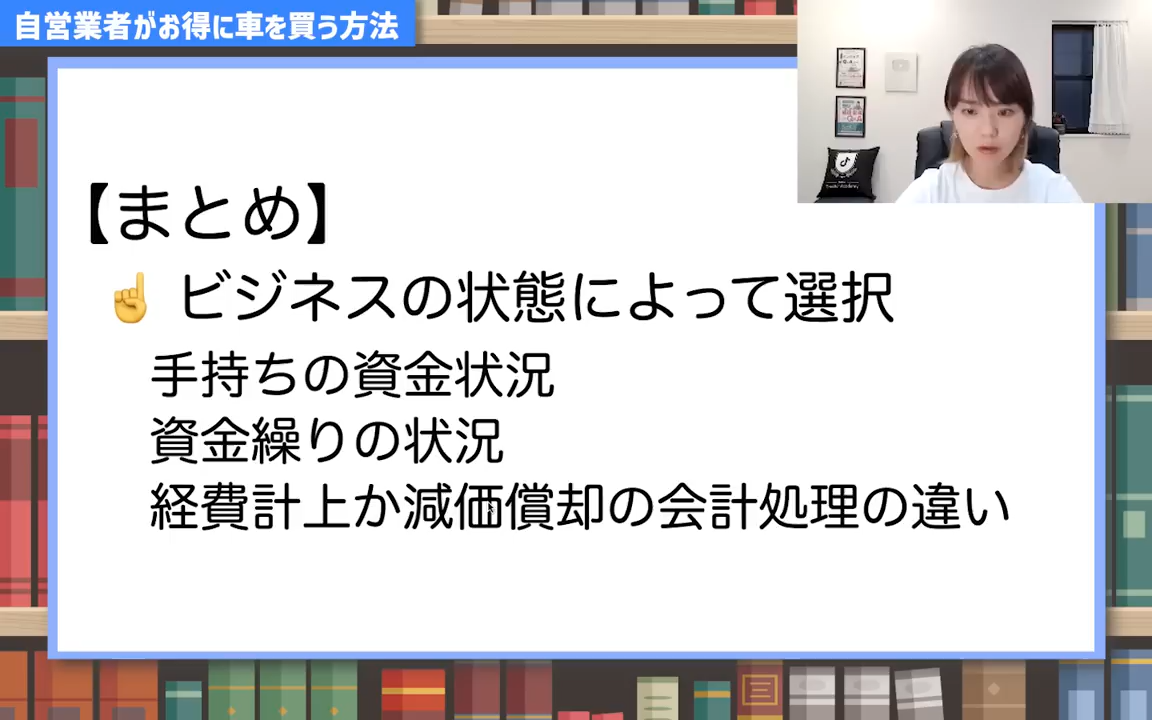 自営業者がお得に車を買う方法
【まとめ】
☝ ビジネスの状態によって選択
手持ちの資金状況
資金繰りの状況
経費計上か減価償却の会計処理の違い